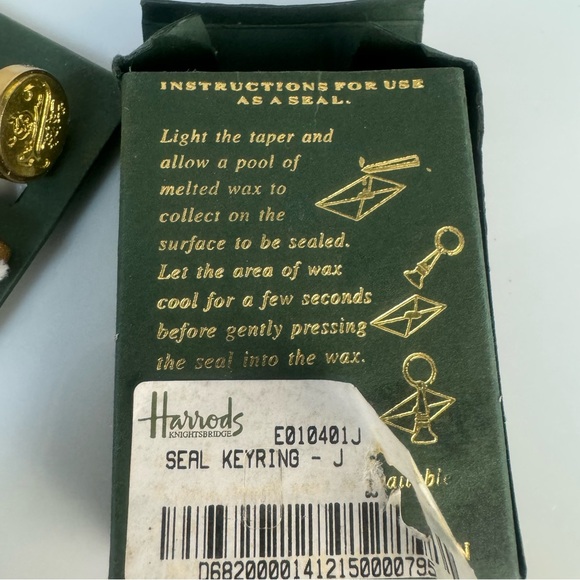 INSTRUCTIONS FOR USE
AS A SEAL.
Light the taper and
allow a pool of
melted wax to
collect on the
surface to be sealed.
Let the area of wax
cool for a few seconds
before gently pressing
the seal into the wax.
Harrods
KNIGHTSBRIDGE
E010401J
SEAL KEYRING - J
D68200001412150000795